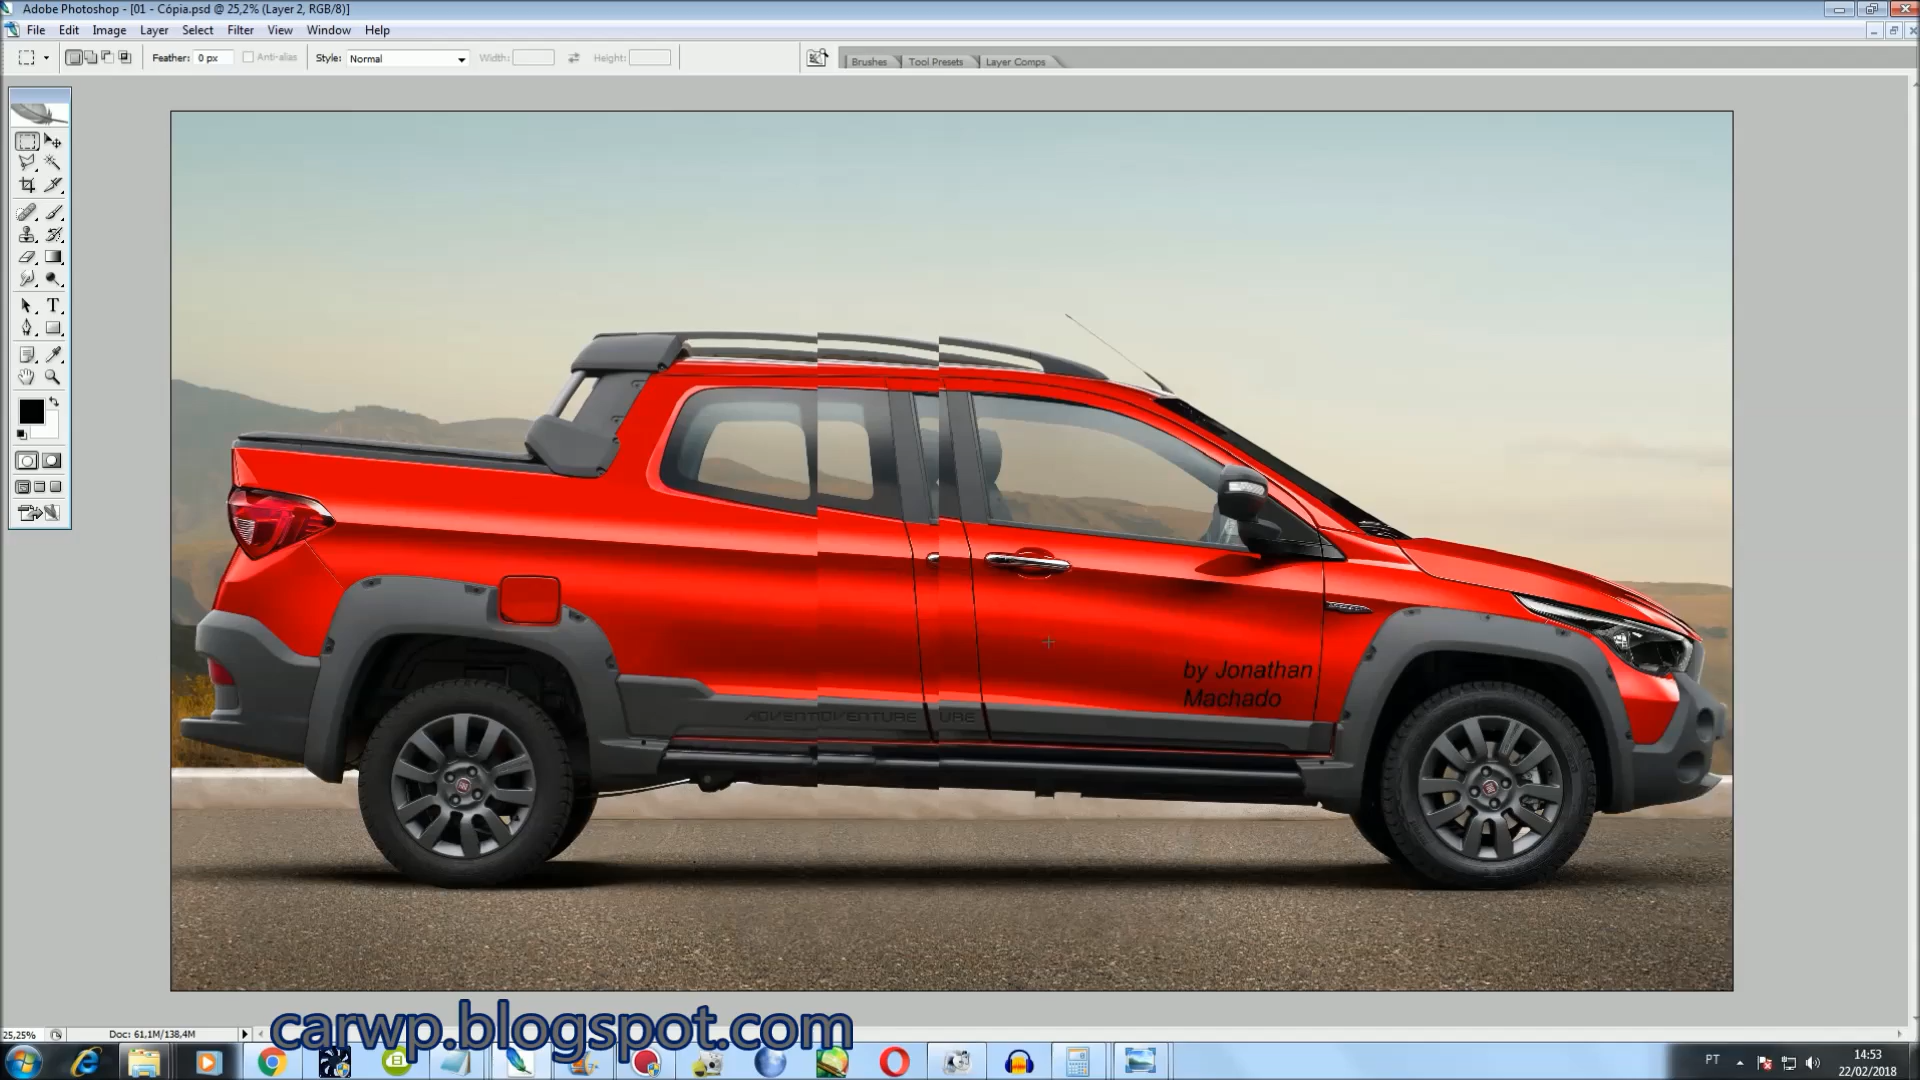 Adobe Photoshop - [01 - Cópia.psd @ 25,2% (Layer 2, RGB/8)]
File Edit Image Layer Select Filter View Window Help
Feather: 0 px Anti-alias Style: Normal Width: Height: Brushes Tool Presets Layer Comps
by Jonathan
Machado
ADVENTIOVENTURE URE
25,25% Doc: 61,1M/138,4M
carwp.blogspot.com
PT 14:53
22/02/2018